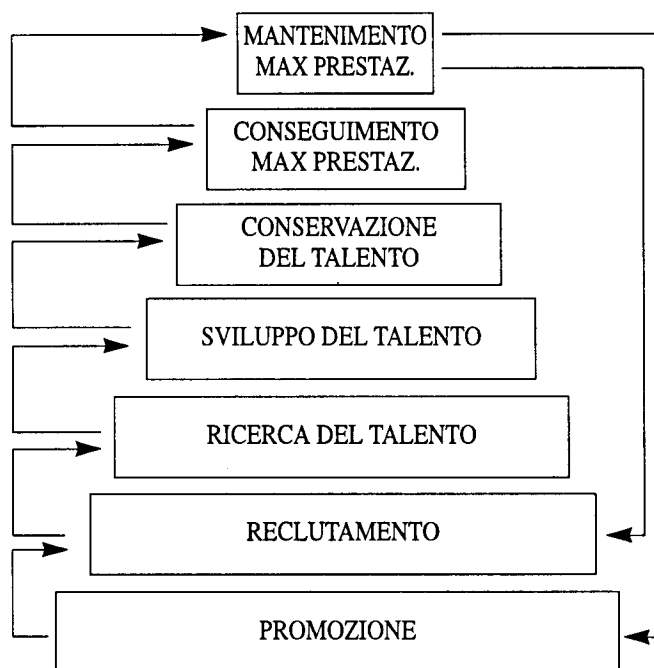 MANTENIMENTO
MAX PRESTAZ.
CONSEGUIMENTO
MAX PRESTAZ.
CONSERVAZIONE
DEL TALENTO
SVILUPPO DEL TALENTO
RICERCA DEL TALENTO
RECLUTAMENTO
PROMOZIONE